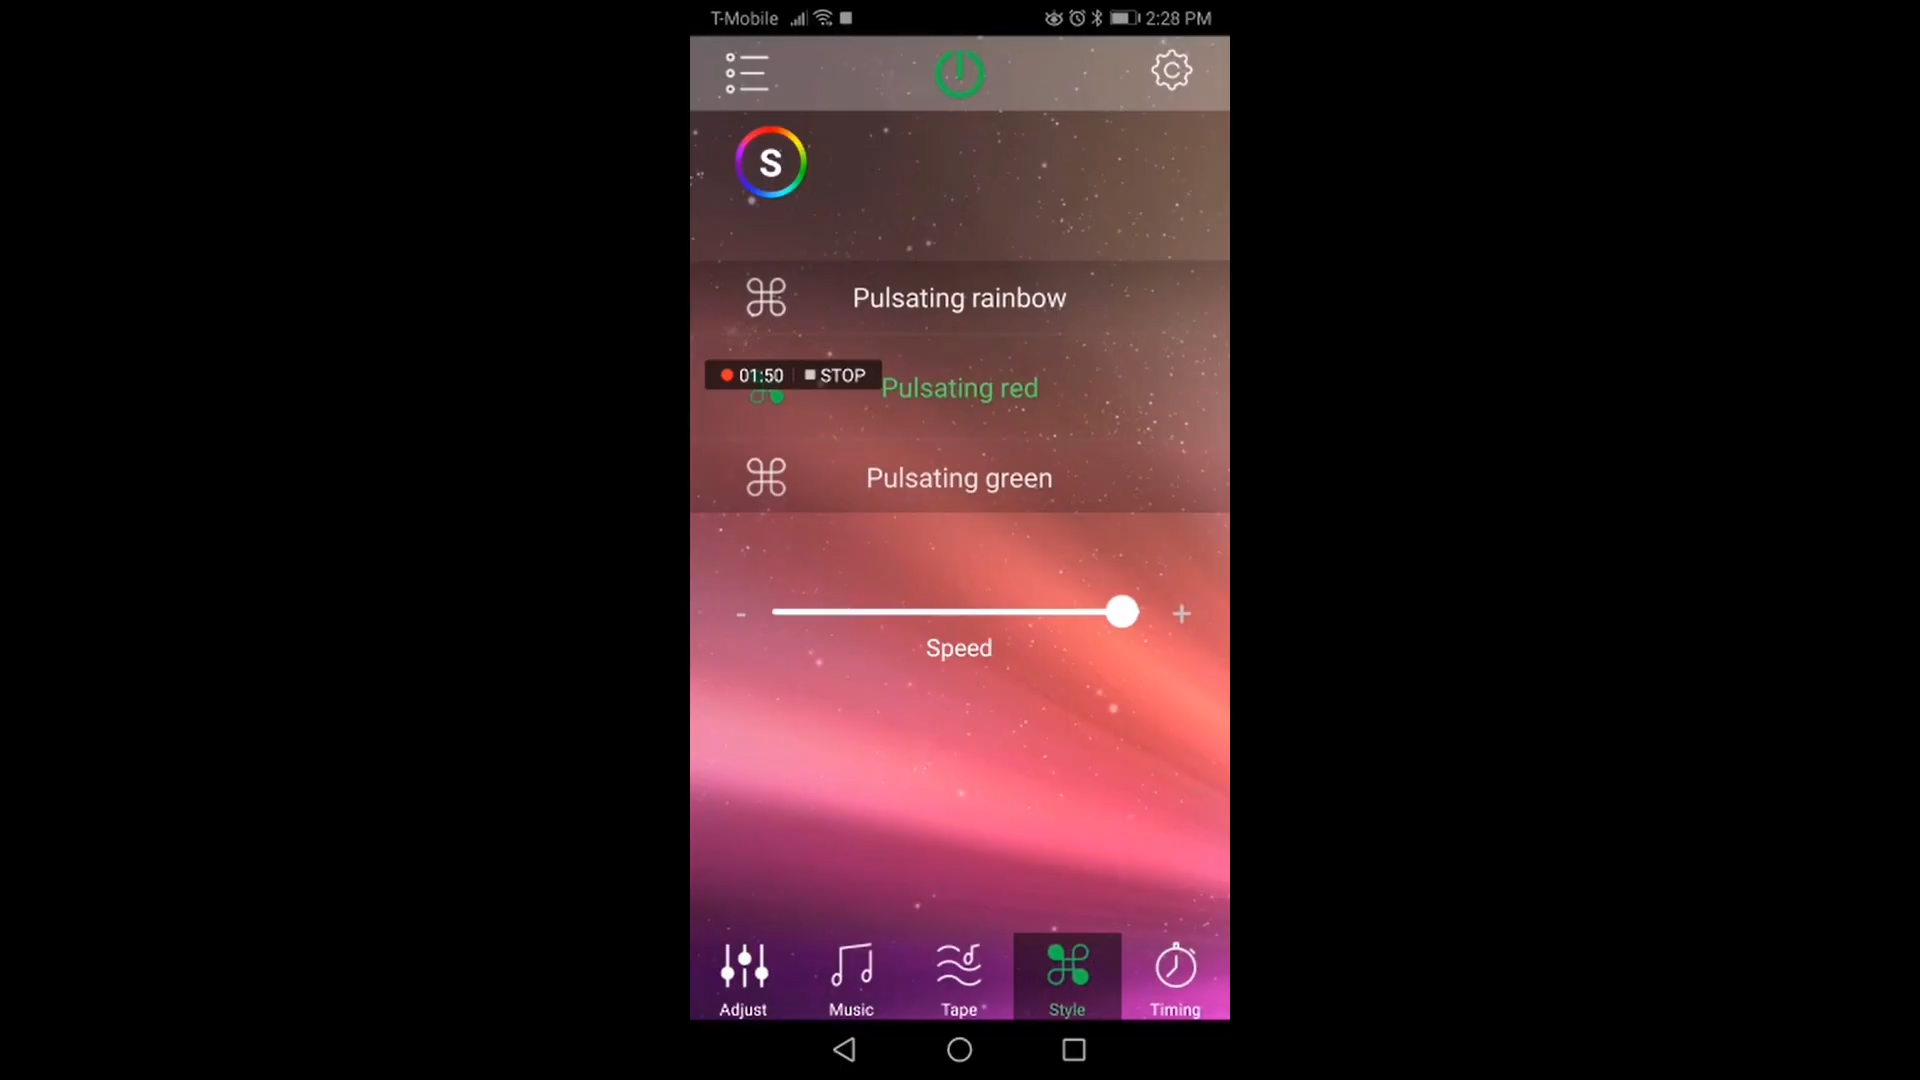 T-Mobile 2:28 PM
C
S
Pulsating rainbow
01:50 STOP
Pulsating red
Pulsating green
- +
Speed
Adjust Music Tape Style Timing